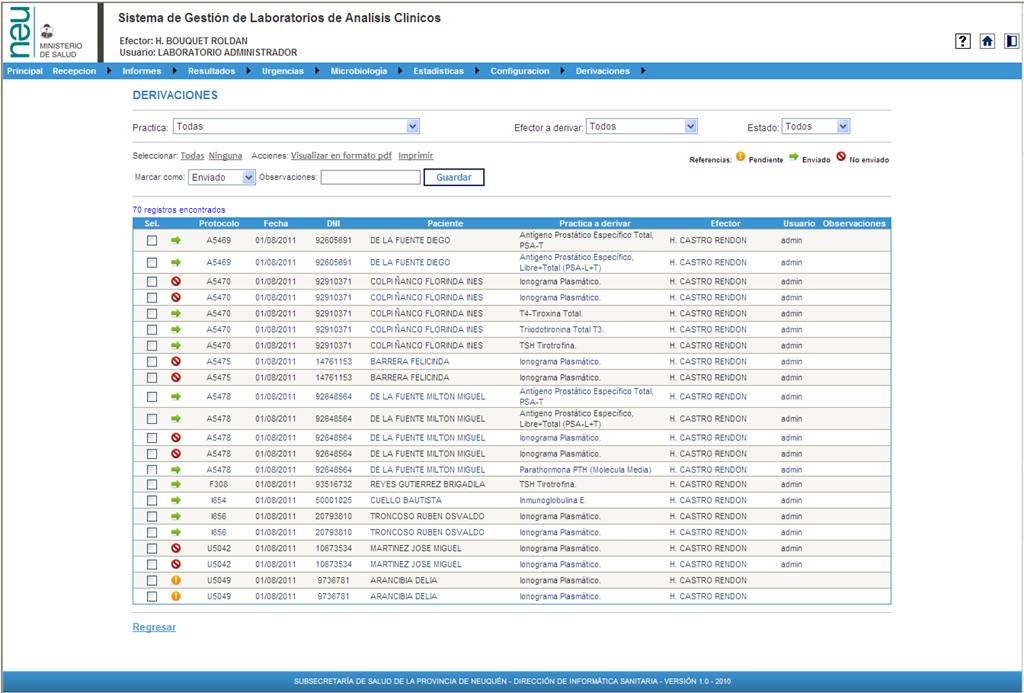 neu
MINISTERIO
DE SALUD
Sistema de Gestión de Laboratorios de Analisis Clinicos
Efector: H. BOUQUET ROLDAN
Usuario: LABORATORIO ADMINISTRADOR
?
Principal Recepcion Informes Resultados Urgencias Microbiologia Estadisticas Configuracion Derivaciones
DERIVACIONES
Practica: Todas Efector a derivar: Todos Estado: Todos
Seleccionar: Todas Ninguna Acciones: Visualizar en formato pdf Imprimir
Referencias: Pendiente Enviado No enviado
Marcar como: Enviado Observaciones: Guardar
70 registros encontrados
Sel. Protocolo Fecha DNI Paciente Practica a derivar Efector Usuario Observaciones
A5469 01/08/2011 92605691 DE LA FUENTE DIEGO Antígeno Prostático Específico Total, PSA-T H. CASTRO RENDON admin
A5469 01/08/2011 92605691 DE LA FUENTE DIEGO Antigeno Prostático Específico, Libre+Total (PSA-L+T) H. CASTRO RENDON admin
A5470 01/08/2011 92910371 COLPIÑANCO FLORINDA INES Ionograma Plasmático. H. CASTRO RENDON admin
A5470 01/08/2011 92910371 COLPIÑANCO FLORINDA INES Ionograma Plasmático. H. CASTRO RENDON admin
A5470 01/08/2011 92910371 COLPIÑANCO FLORINDA INES T4-Tiroxina Total. H. CASTRO RENDON admin
A5470 01/08/2011 92910371 COLPIÑANCO FLORINDA INES Triiodotironina Total T3. H. CASTRO RENDON admin
A5470 01/08/2011 92910371 COLPIÑANCO FLORINDA INES TSH Tirotrofina. H. CASTRO RENDON admin
A5475 01/08/2011 14761153 BARRERA FELICINDA Ionograma Plasmático. H. CASTRO RENDON admin
A5475 01/08/2011 14761153 BARRERA FELICINDA Ionograma Plasmático. H. CASTRO RENDON admin
A5478 01/08/2011 92648564 DE LA FUENTE MILTON MIGUEL Antígeno Prostático Específico Total, PSA-T H. CASTRO RENDON admin
A5478 01/08/2011 92648564 DE LA FUENTE MILTON MIGUEL Antigeno Prostático Específico, Libre+Total (PSA-L+T) H. CASTRO RENDON admin
A5478 01/08/2011 92648564 DE LA FUENTE MILTON MIGUEL Ionograma Plasmático. H. CASTRO RENDON admin
A5478 01/08/2011 92648564 DE LA FUENTE MILTON MIGUEL Ionograma Plasmático. H. CASTRO RENDON admin
A5478 01/08/2011 92648564 DE LA FUENTE MILTON MIGUEL Parathormona PTH (Molecula Media) H. CASTRO RENDON admin
F308 01/08/2011 93516732 REYES GUTIERREZ BRIGADILA TSH Tirotrofina. H. CASTRO RENDON admin
I654 01/08/2011 50001025 CUELLO BAUTISTA Inmunoglobulina E. H. CASTRO RENDON admin
I656 01/08/2011 20793810 TRONCOSO RUBEN OSVALDO Ionograma Plasmático. H. CASTRO RENDON admin
I656 01/08/2011 20793810 TRONCOSO RUBEN OSVALDO Ionograma Plasmático. H. CASTRO RENDON admin
U5042 01/08/2011 10673534 MARTINEZ JOSE MIGUEL Ionograma Plasmático. H. CASTRO RENDON admin
U5042 01/08/2011 10673534 MARTINEZ JOSE MIGUEL Ionograma Plasmático. H. CASTRO RENDON admin
U5049 01/08/2011 9736781 ARANCIBIA DELIA Ionograma Plasmático. H. CASTRO RENDON
U5049 01/08/2011 9736781 ARANCIBIA DELIA Ionograma Plasmático. H. CASTRO RENDON
Regresar
SUBSECRETARÍA DE SALUD DE LA PROVINCIA DE NEUQUÉN - DIRECCIÓN DE INFORMÁTICA SANITARIA - VERSIÓN 1.0 - 2010